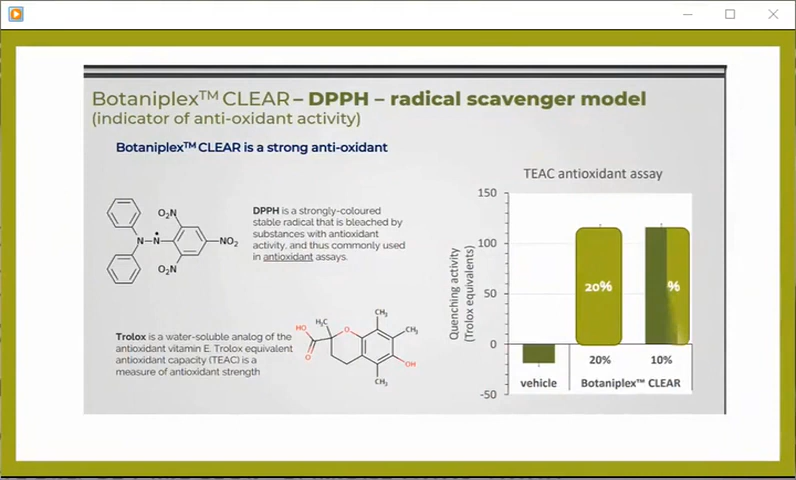 Botaniplex™ CLEAR – DPPH – radical scavenger model
(indicator of anti-oxidant activity)
Botaniplex™ CLEAR is a strong anti-oxidant
DPPH is a strongly-coloured
stable radical that is bleached by
substances with antioxidant
activity, and thus commonly used
in antioxidant assays.
O₂N
N
N
NO₂
O₂N
Trolox is a water-soluble analog of the
antioxidant vitamin E. Trolox equivalent
antioxidant capacity (TEAC) is a
measure of antioxidant strength
HO
H₃C
O
O
CH₃
CH₃
OH
CH₃
TEAC antioxidant assay
Quenching activity
(Trolox equivalents)
150
100
50
0
-50
20%
%
20%
10%
vehicle
Botaniplex™ CLEAR